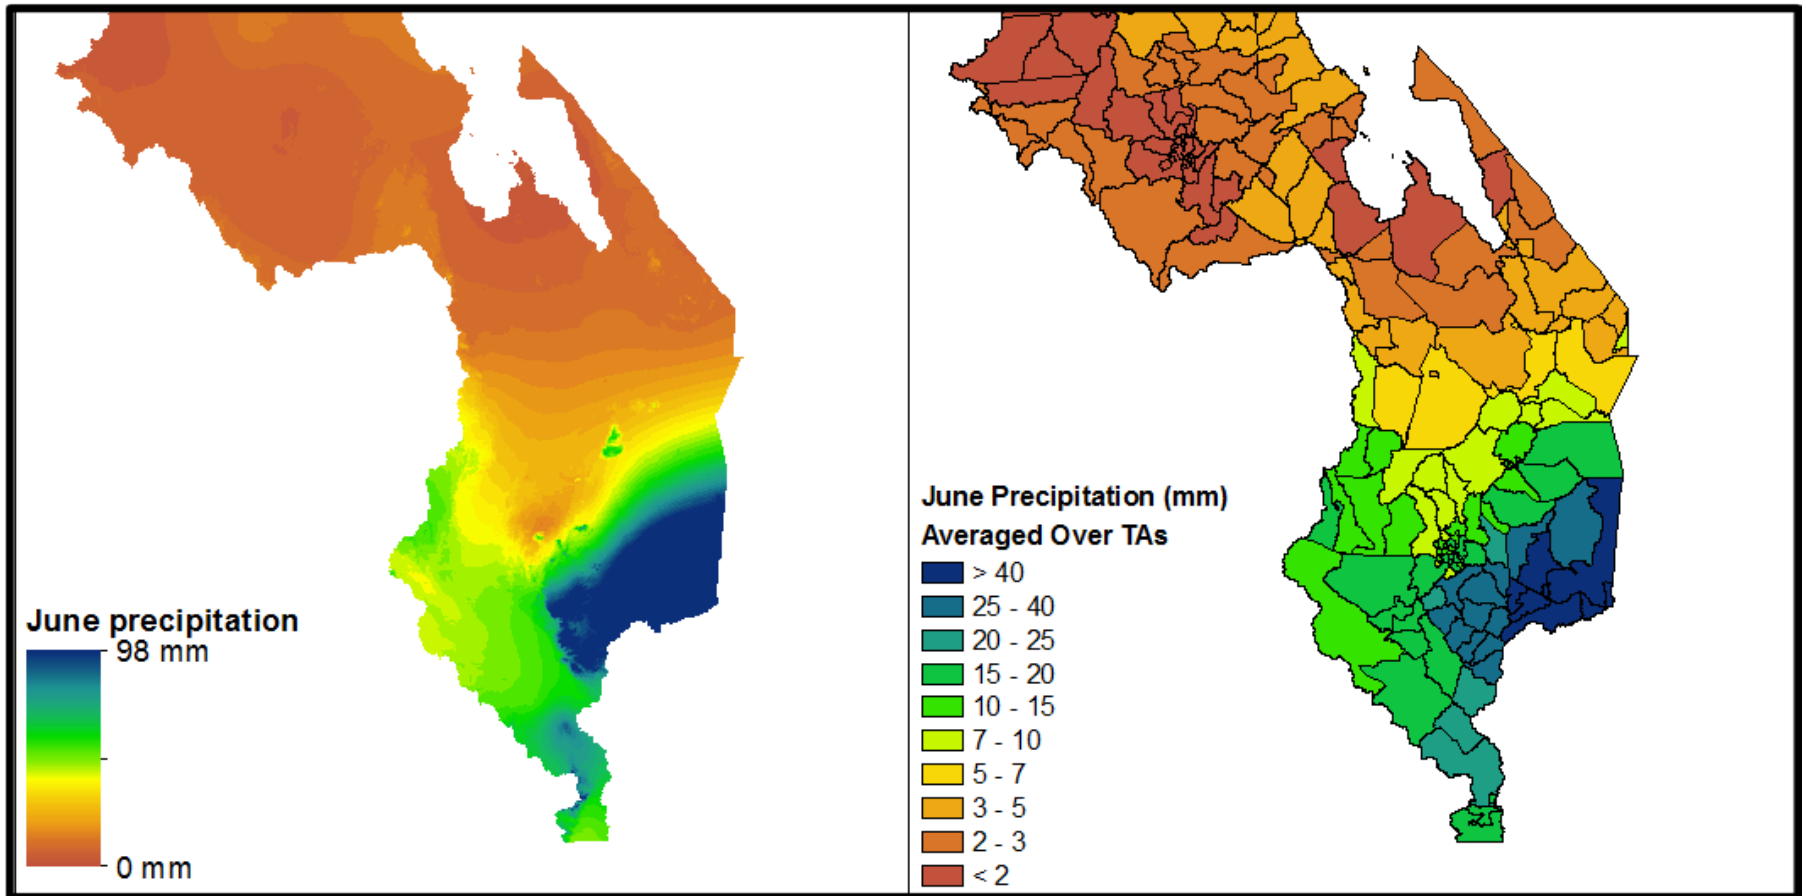 June precipitation
98 mm
0 mm
June Precipitation (mm)
Averaged Over TAs
> 40
25 - 40
20 - 25
15 - 20
10 - 15
7 - 10
5 - 7
3 - 5
2 - 3
< 2